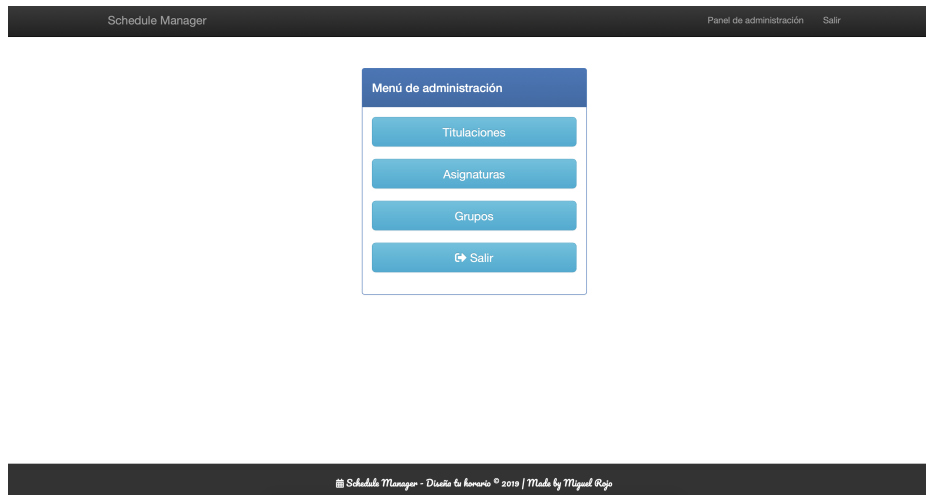 Schedule Manager Panel de administración Salir
Menú de administración
Titulaciones
Asignaturas
Grupos
Salir
Schedule Manager - Diseña tu horario © 2019 | Made by Miguel Rojo